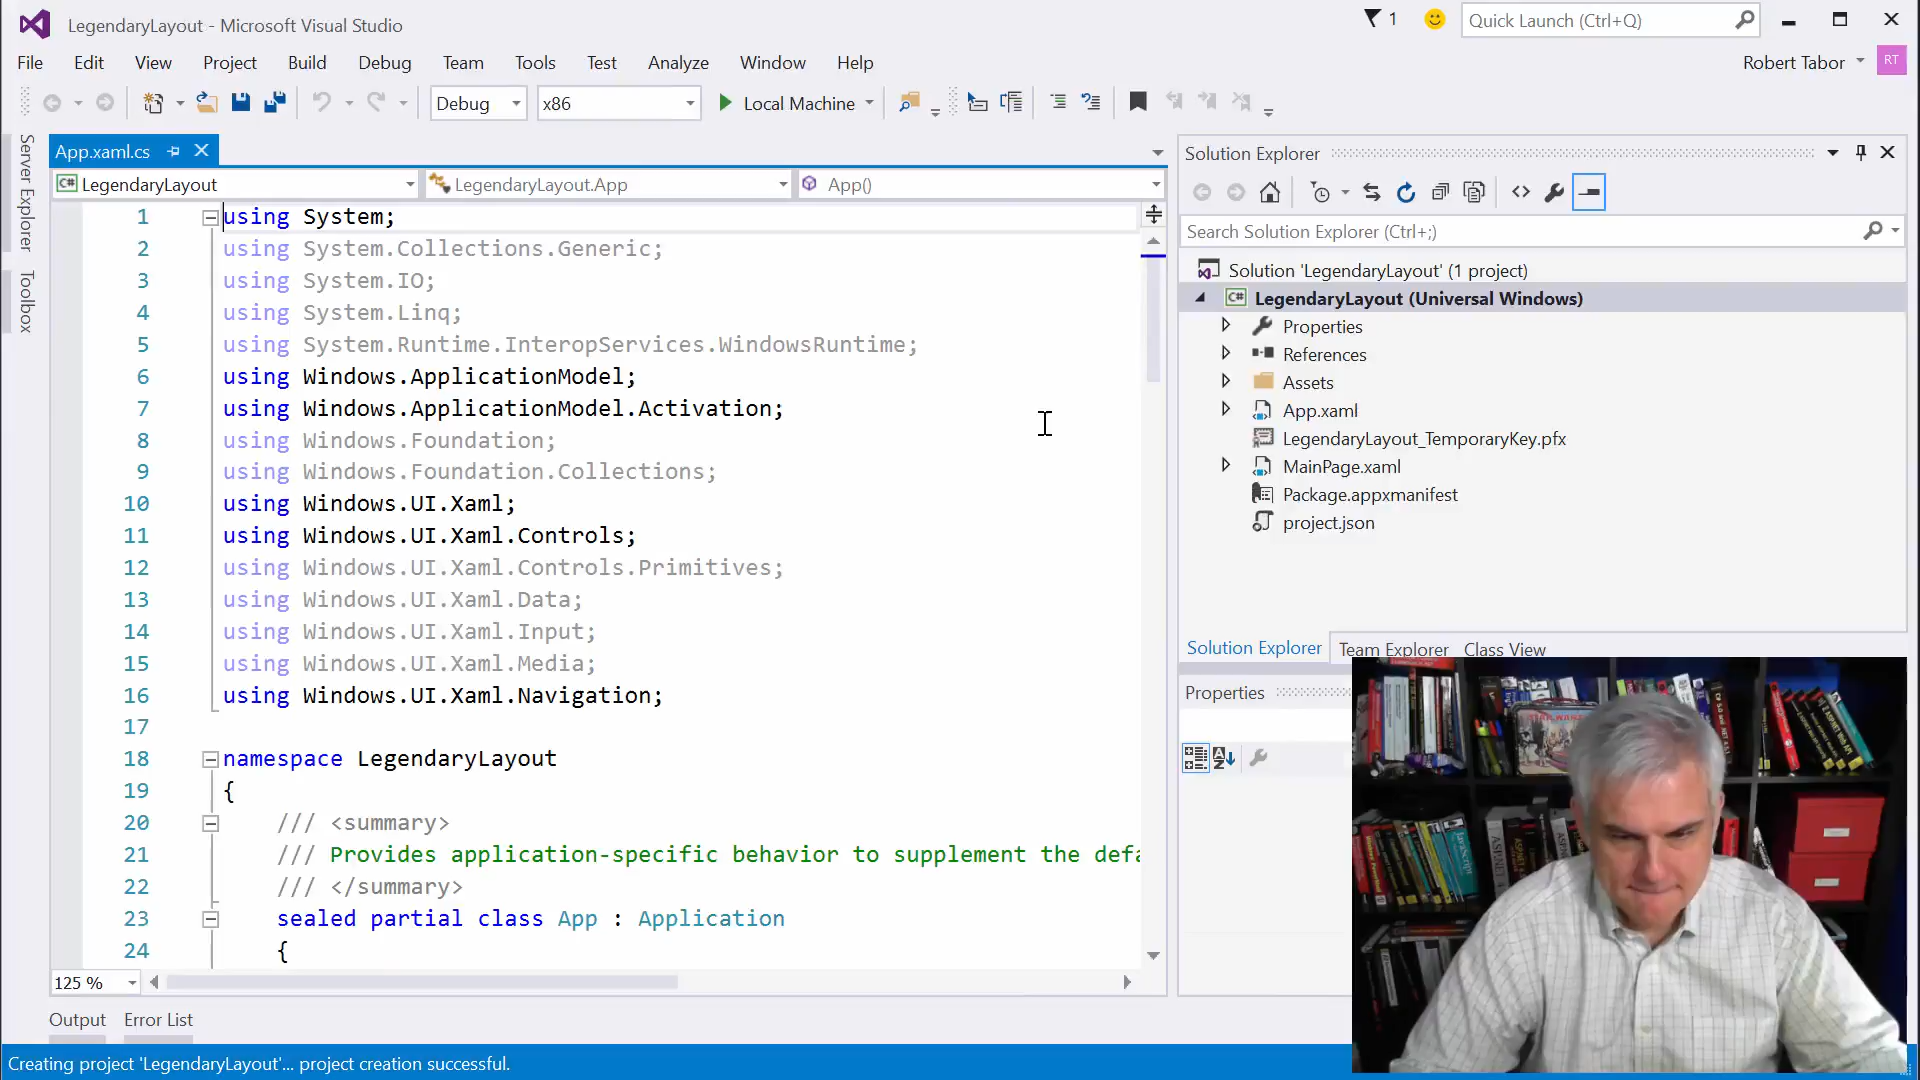 LegendaryLayout - Microsoft Visual Studio
1
Quick Launch (Ctrl+Q)
File Edit View Project Build Debug Team Tools Test Analyze Window Help
Robert Tabor RT
Debug x86 Local Machine
Server Explorer
Toolbox
App.xaml.cs
LegendaryLayout LegendaryLayout.App App()
1 using System;
2 using System.Collections.Generic;
3 using System.IO;
4 using System.Linq;
5 using System.Runtime.InteropServices.WindowsRuntime;
6 using Windows.ApplicationModel;
7 using Windows.ApplicationModel.Activation;
8 using Windows.Foundation;
9 using Windows.Foundation.Collections;
10 using Windows.UI.Xaml;
11 using Windows.UI.Xaml.Controls;
12 using Windows.UI.Xaml.Controls.Primitives;
13 using Windows.UI.Xaml.Data;
14 using Windows.UI.Xaml.Input;
15 using Windows.UI.Xaml.Media;
16 using Windows.UI.Xaml.Navigation;
17
18 namespace LegendaryLayout
19 {
20 /// <summary>
21 /// Provides application-specific behavior to supplement the defa
22 /// </summary>
23 sealed partial class App : Application
24 {
125 %
Output Error List
Creating project 'LegendaryLayout'... project creation successful.
Solution Explorer
Search Solution Explorer (Ctrl+;)
Solution 'LegendaryLayout' (1 project)
C# LegendaryLayout (Universal Windows)
Properties
References
Assets
App.xaml
LegendaryLayout_TemporaryKey.pfx
MainPage.xaml
Package.appxmanifest
project.json
Solution Explorer Team Explorer Class View
Properties
STAR WARS